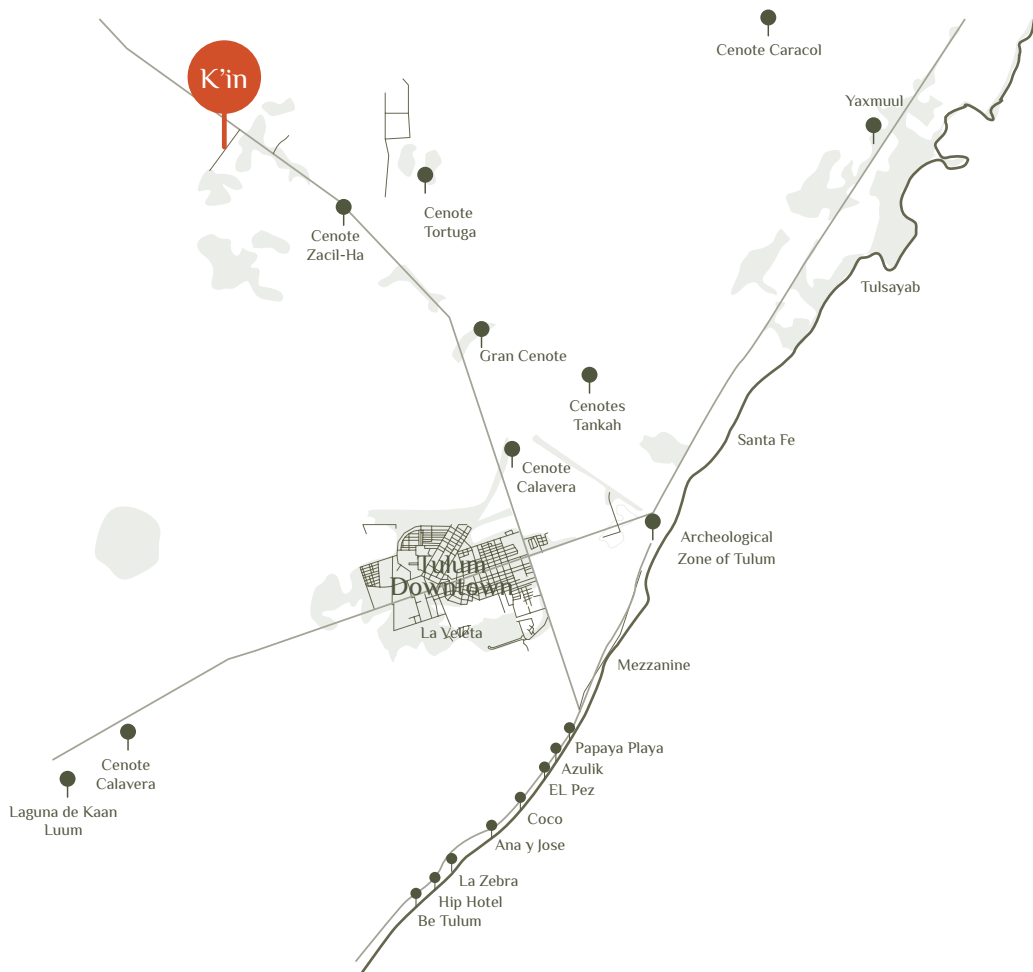 Cenote Caracol
K'in
Yaxmuul
Cenote
Tortuga
Cenote
Zacil-Ha
Tulsayab
Gran Cenote
Cenotes
Tankah
Santa Fe
Cenote
Calavera
Archeological
Zone of Tulum
Tulum
Downtown
La Veleta
Mezzanine
Papaya Playa
Azulik
EL Pez
Cenote
Calavera
Laguna de Kaan
Luum
Coco
Ana y Jose
La Zebra
Hip Hotel
Be Tulum